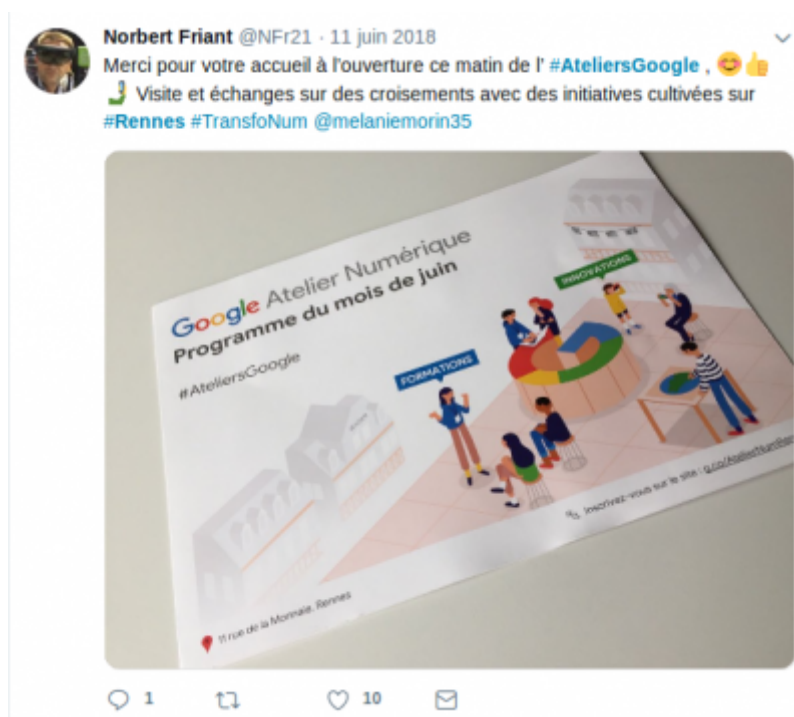 Norbert Friant @NFr21 · 11 juin 2018
Merci pour votre accueil à l'ouverture ce matin de l' #AteliersGoogle , 😊👍
🤳 Visite et échanges sur des croisements avec des initiatives cultivées sur
#Rennes #TransfoNum @melaniemorin35
Google Atelier Numérique
Programme du mois de juin
#AteliersGoogle
INNOVATIONS
FORMATIONS
Inscrivez-vous sur le site : g.co/AtelierNumRen
11 rue de la Monnaie, Rennes
1
10